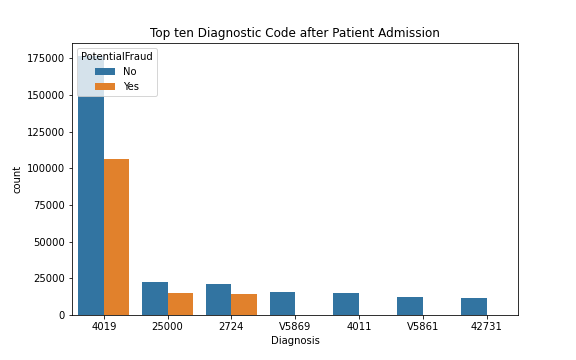 Top ten Diagnostic Code after Patient Admission
PotentialFraud
No
Yes
count
175000
150000
125000
100000
75000
50000
25000
0
4019 25000 2724 V5869 4011 V5861 42731
Diagnosis